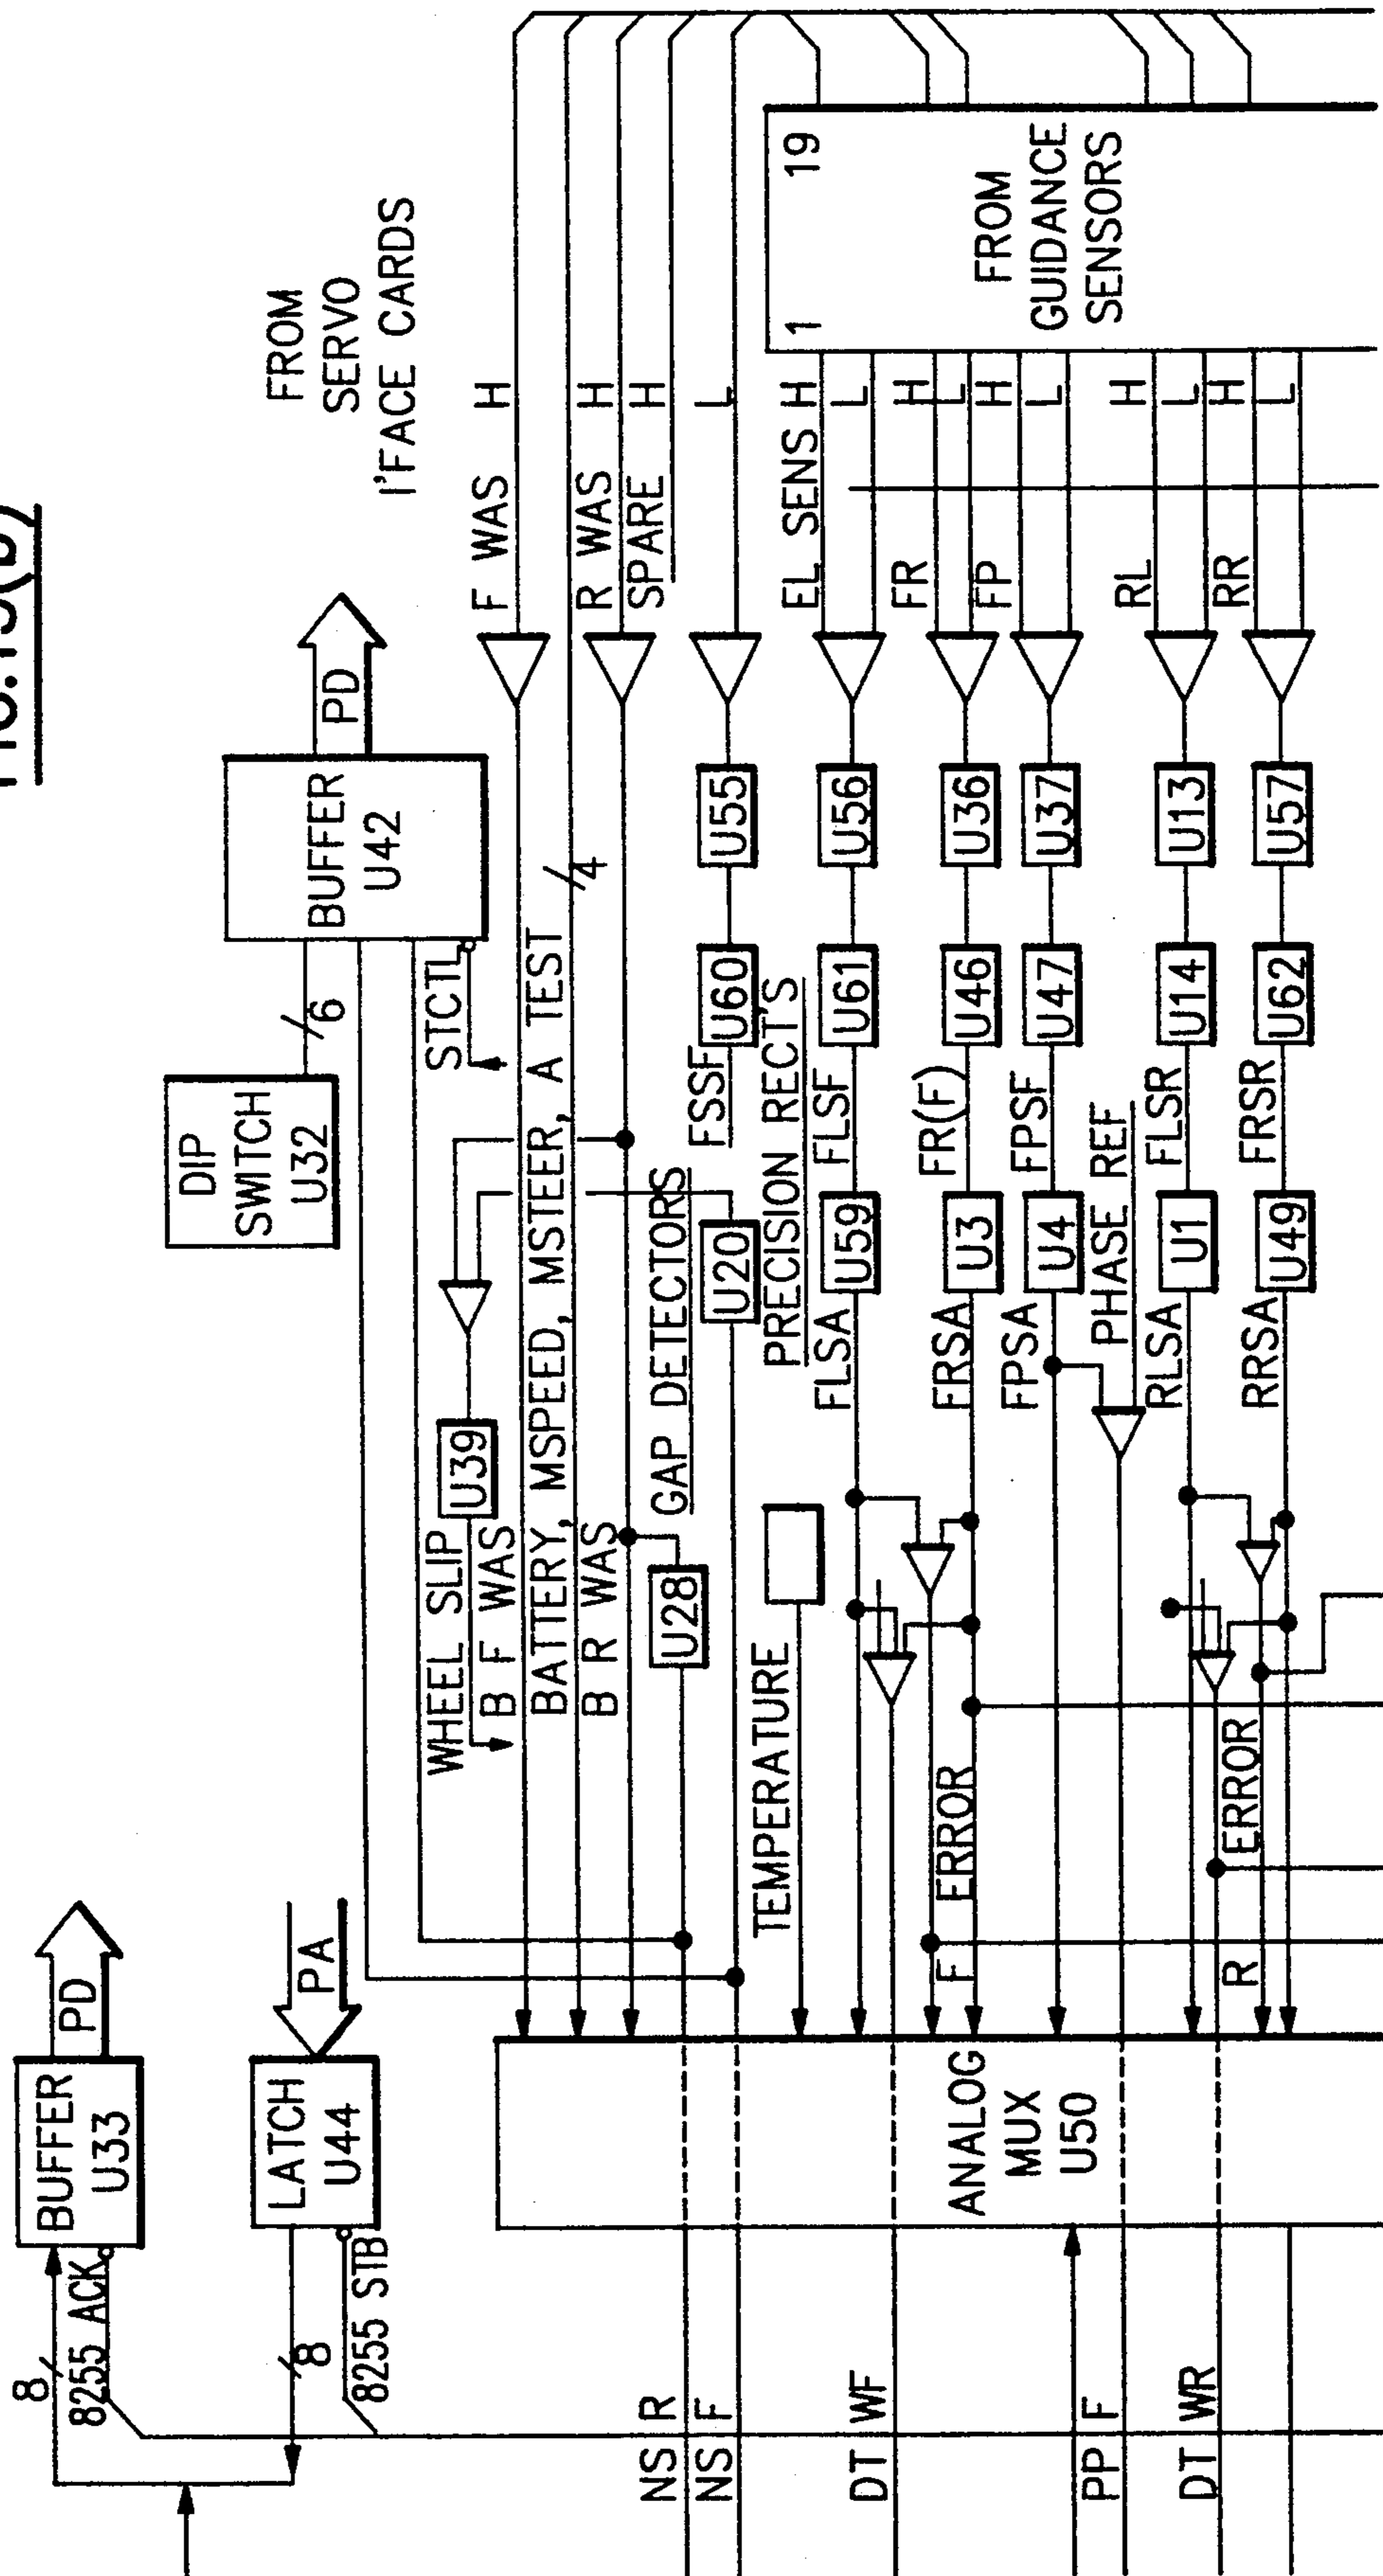 FIG.13(b)
FROM
SERVO
I'FACE CARDS
PD
BUFFER
U42
6
STCTL
DIP
SWITCH
U32
PD
BUFFER
U33
8
8255 ACK
PA
LATCH
U44
8
8255 STB
F WAS H
R WAS H
SPARE H
L
4
BATTERY, MSPEED, MSTEER, A TEST
B F WAS
B R WAS
WHEEL SLIP
U39
GAP DETECTORS
U28
U20
FSSF
U60
U55
PRECISION RECTS
TEMPERATURE
1
19
FROM
GUIDANCE
SENSORS
EL SENS H
L
FLSA
U59
FLSF
U61
U56
FR
H
L
FRSA
U3
FR(F)
U46
U36
FP
H
L
FPSA
U4
FPSF
U47
U37
PHASE REF
RL
H
L
RLSA
U1
FLSR
U14
U13
RR
H
L
RRSA
U49
FRSR
U62
U57
F ERROR
R ERROR
ANALOG
MUX
U50
NS R
NS F
DT WF
PP F
DT WR